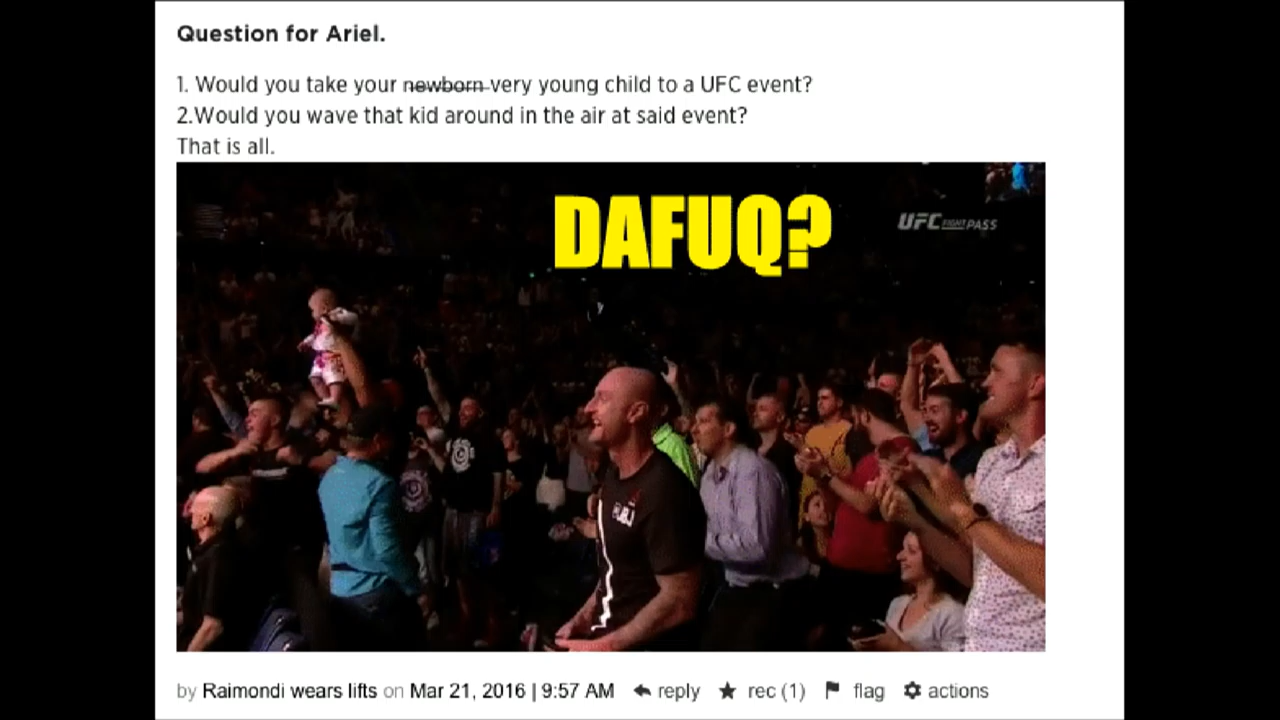 Question for Ariel.
1. Would you take your newborn very young child to a UFC event?
2.Would you wave that kid around in the air at said event?
That is all.
DAFUQ?
UFC FIGHT PASS
by Raimondi wears lifts on Mar 21, 2016 | 9:57 AM reply rec (1) flag actions